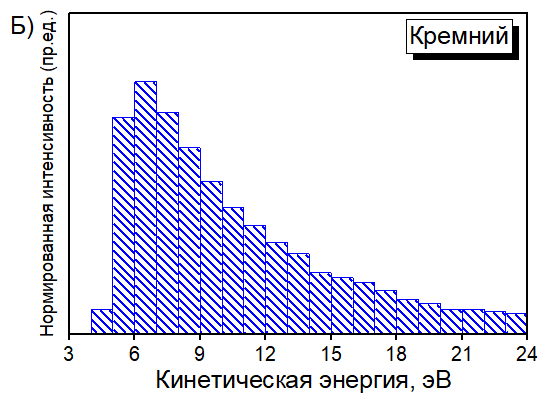 Б)
Кремний
Нормированная интенсивность (пр.ед.)
3 6 9 12 15 18 21 24
Кинетическая энергия, эВ